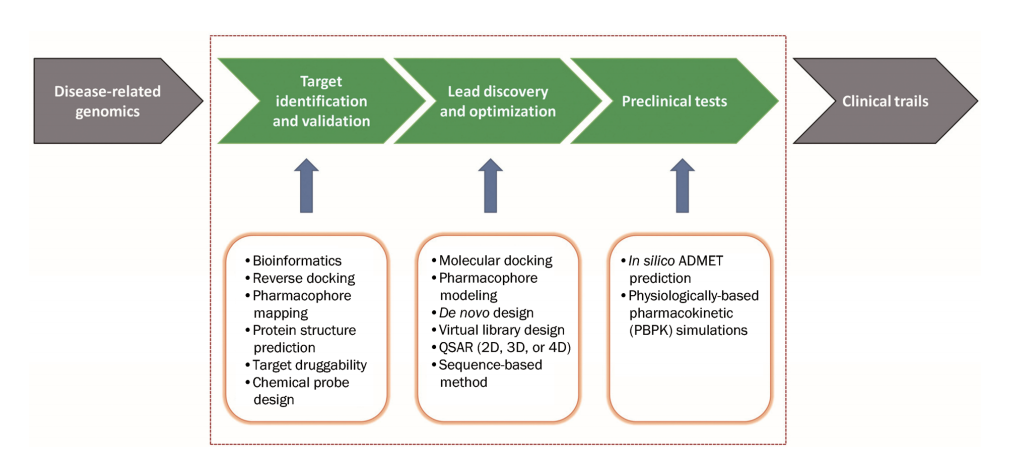 Disease-related
genomics
Target
identification
and validation
Lead discovery
and optimization
Preclinical tests
Clinical trails
• Bioinformatics
• Reverse docking
• Pharmacophore
mapping
• Protein structure
prediction
• Target druggability
• Chemical probe
design
• Molecular docking
• Pharmacophore
modeling
• De novo design
• Virtual library design
• QSAR (2D, 3D, or 4D)
• Sequence-based
method
• In silico ADMET
prediction
• Physiologically-based
pharmacokinetic
(PBPK) simulations